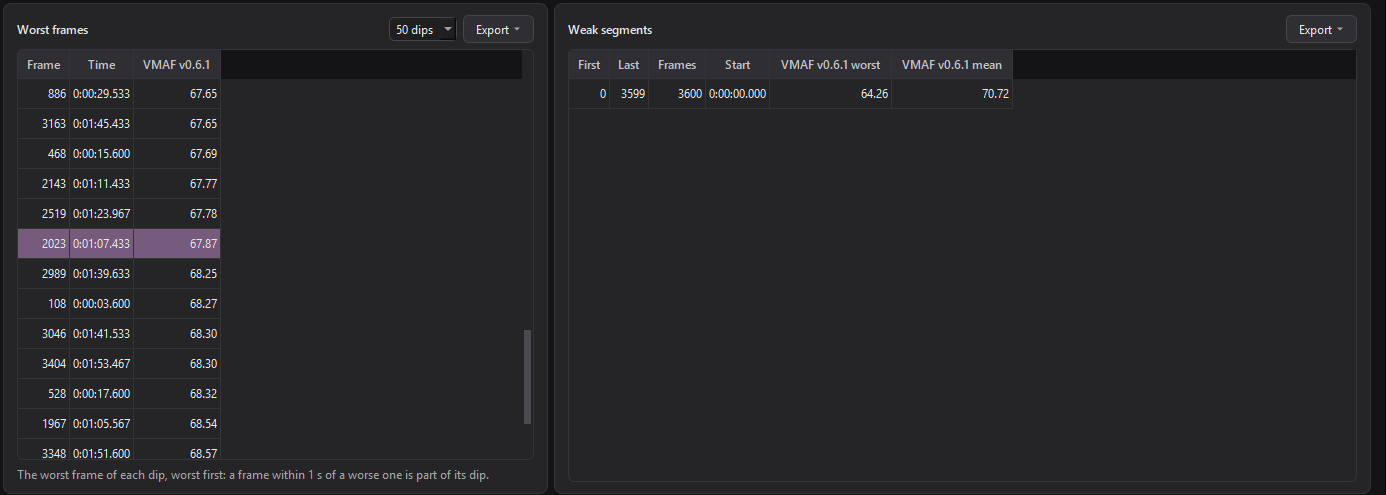 Worst frames 50 dips Export
Frame Time VMAF v0.6.1
886 0:00:29.533 67.65
3163 0:01:45.433 67.65
468 0:00:15.600 67.69
2143 0:01:11.433 67.77
2519 0:01:23.967 67.78
2023 0:01:07.433 67.87
2989 0:01:39.633 68.25
108 0:00:03.600 68.27
3046 0:01:41.533 68.30
3404 0:01:53.467 68.30
528 0:00:17.600 68.32
1967 0:01:05.567 68.54
3348 0:01:51.600 68.57
The worst frame of each dip, worst first: a frame within 1 s of a worse one is part of its dip.
Weak segments Export
First Last Frames Start VMAF v0.6.1 worst VMAF v0.6.1 mean
0 3599 3600 0:00:00.000 64.26 70.72